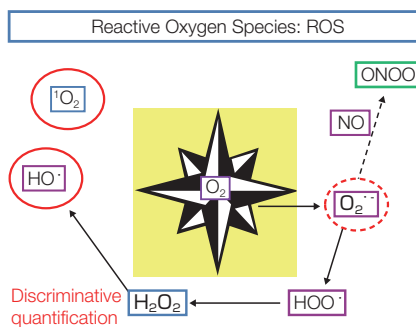 Reactive Oxygen Species: ROS
ONOO
¹O₂
NO
HO·
O₂
O₂·⁻
Discriminative
quantification
H₂O₂
HOO·